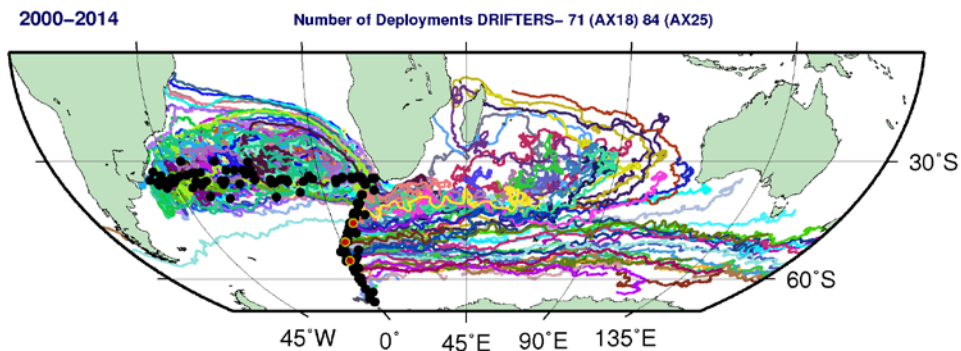 2000−2014
Number of Deployments DRIFTERS− 71 (AX18) 84 (AX25)
30˚S
60˚S
45˚W 0˚ 45˚E 90˚E 135˚E